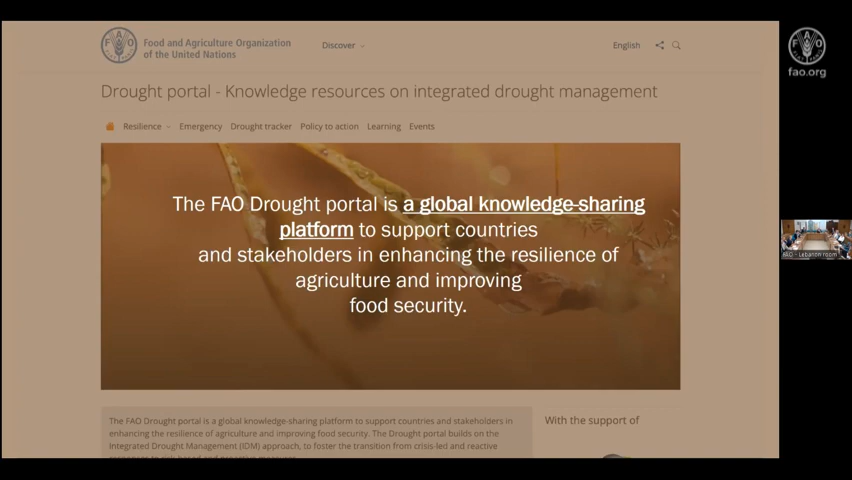 Food and Agriculture Organization
of the United Nations
Discover
English
fao.org
Drought portal - Knowledge resources on integrated drought management
Resilience
Emergency
Drought tracker
Policy to action
Learning
Events
The FAO Drought portal is a global knowledge-sharing
platform to support countries
and stakeholders in enhancing the resilience of
agriculture and improving
food security.
FAO - Lebanon room
The FAO Drought portal is a global knowledge-sharing platform to support countries and stakeholders in
enhancing the resilience of agriculture and improving food security. The Drought portal builds on the
Integrated Drought Management (IDM) approach, to foster the transition from crisis-led and reactive
With the support of